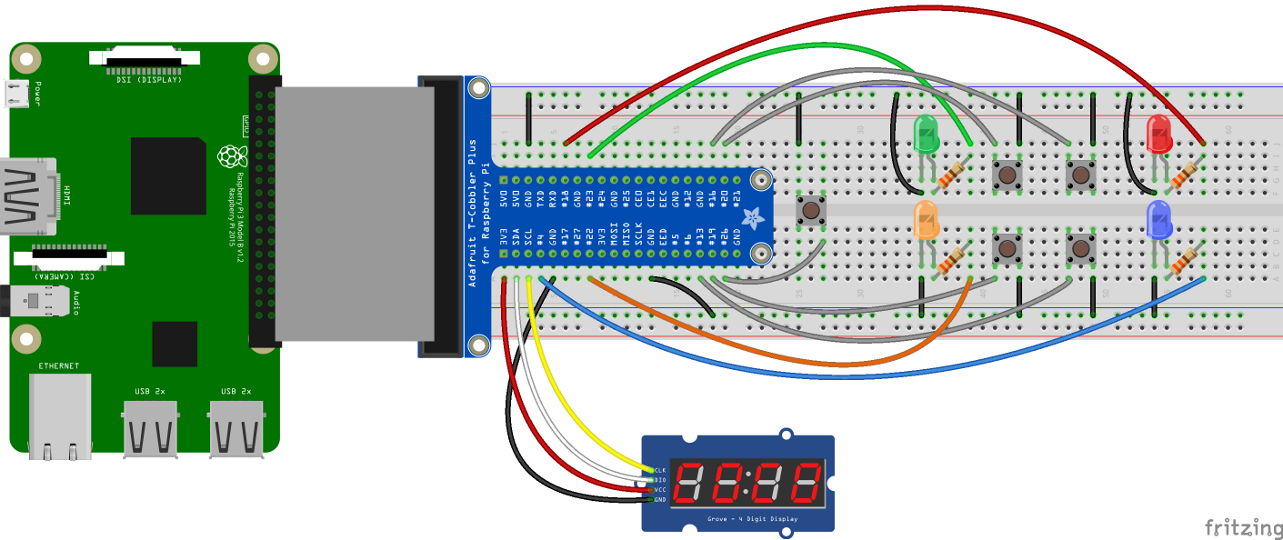 DSI (DISPLAY)
Power
HDMI
GPIO
Raspberry Pi 3 Model B v1.2
Raspberry Pi 2015
CSI (CAMERA)
Audio
ETHERNET
USB 2x
USB 2x
Adafruit T-Cobbler Plus
for Raspberry Pi
5V0 5V0 GND TXD RXD #18 GND #23 #24 GND #25 CE0 CE1 EEC GND #12 GND #16 #20 #21
3V3 SDA SCL #4 GND #17 #27 #22 3V3 MOSI MISO SCLK GND EED #5 #6 #13 #19 #26 GND
CLK
DIO
VCC
GND
Grove - 4 Digit Display
fritzing